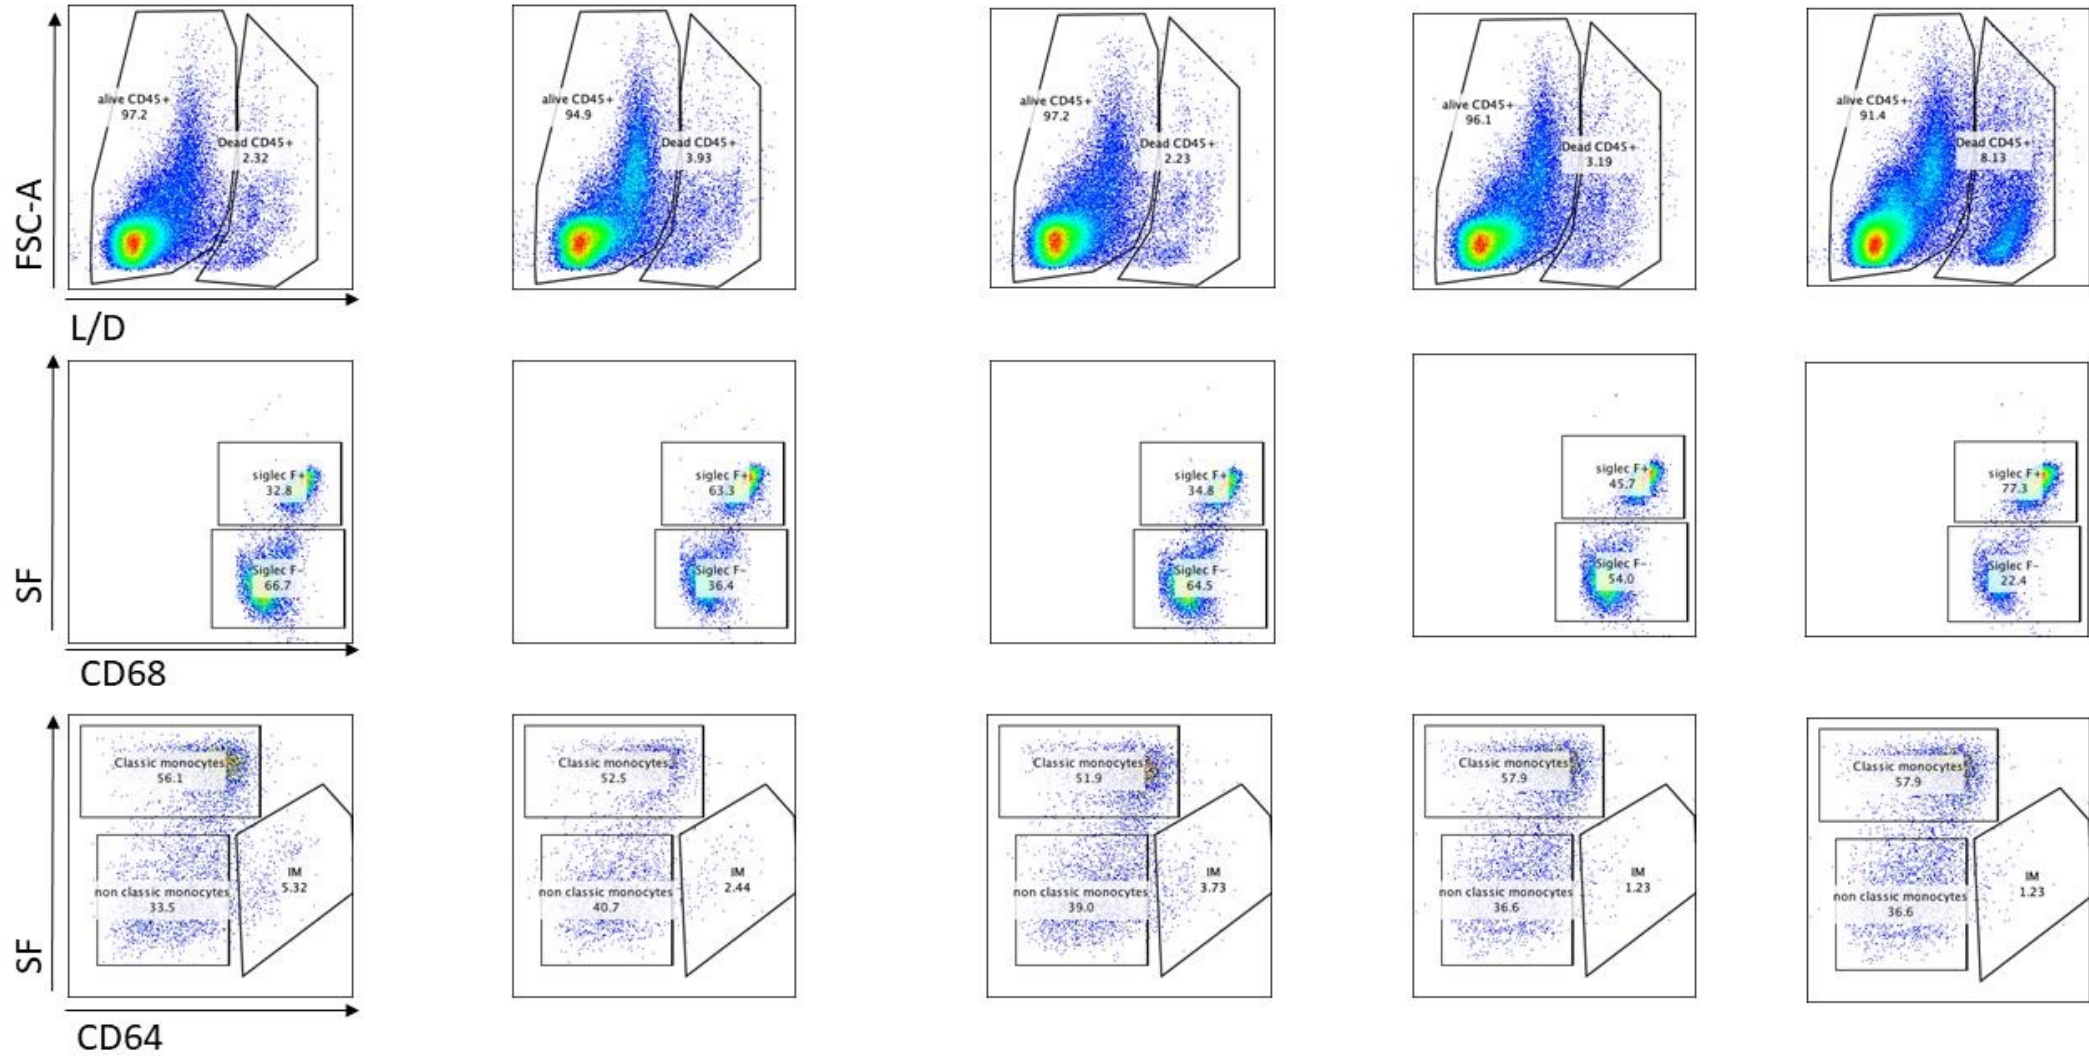 FSC-A
alive CD45+
97.2
Dead CD45+
2.32
alive CD45+
94.9
Dead CD45+
3.93
alive CD45+
97.2
Dead CD45+
2.23
alive CD45+
96.1
Dead CD45+
3.19
alive CD45+
91.4
Dead CD45+
8.13
L/D
SF
siglec F+
32.8
Siglec F-
66.7
siglec F+
63.3
Siglec F-
36.4
siglec F+
34.8
Siglec F-
64.5
siglec F+
45.7
Siglec F-
54.0
siglec F+
77.3
Siglec F-
22.4
CD68
SF
Classic monocytes
56.1
IM
5.32
non classic monocytes
33.5
Classic monocytes
52.5
IM
2.44
non classic monocytes
40.7
Classic monocytes
51.9
IM
3.73
non classic monocytes
39.0
Classic monocytes
57.9
IM
1.23
non classic monocytes
36.6
Classic monocytes
57.9
IM
1.23
non classic monocytes
36.6
CD64